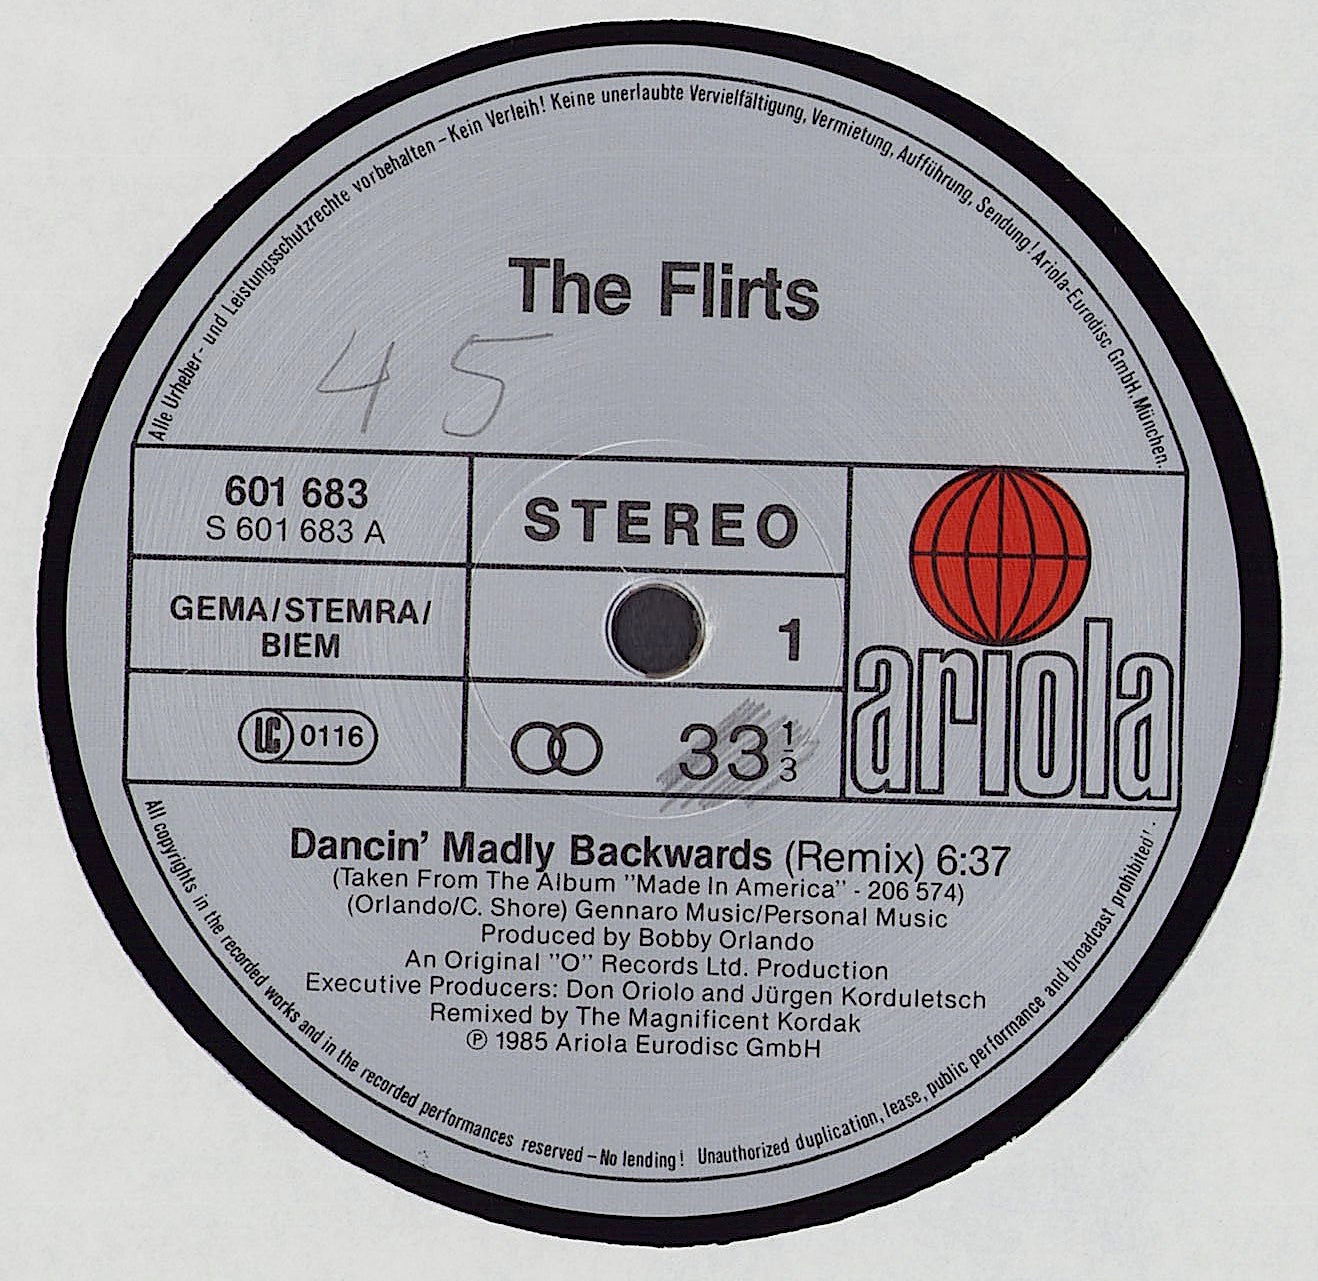 Alle Urheber- und Leistungsschutzrechte vorbehalten – Kein Verleih! Keine unerlaubte Vervielfältigung, Vermietung, Aufführung, Sendung! Ariola-Eurodisc GmbH. München.
The Flirts
45
601 683
S 601 683 A
STEREO
GEMA/STEMRA/
BIEM
1
LC 0116
33 1/3
ariola
Dancin' Madly Backwards (Remix) 6:37
(Taken From The Album "Made In America" - 206 574)
(Orlando/C. Shore) Gennaro Music/Personal Music
Produced by Bobby Orlando
An Original "O" Records Ltd. Production
Executive Producers: Don Oriolo and Jürgen Korduletsch
Remixed by The Magnificent Kordak
℗ 1985 Ariola Eurodisc GmbH
All copyrights in the recorded works and in the recorded performances reserved – No lending! Unauthorized duplication, lease, public performance and broadcast prohibited!.